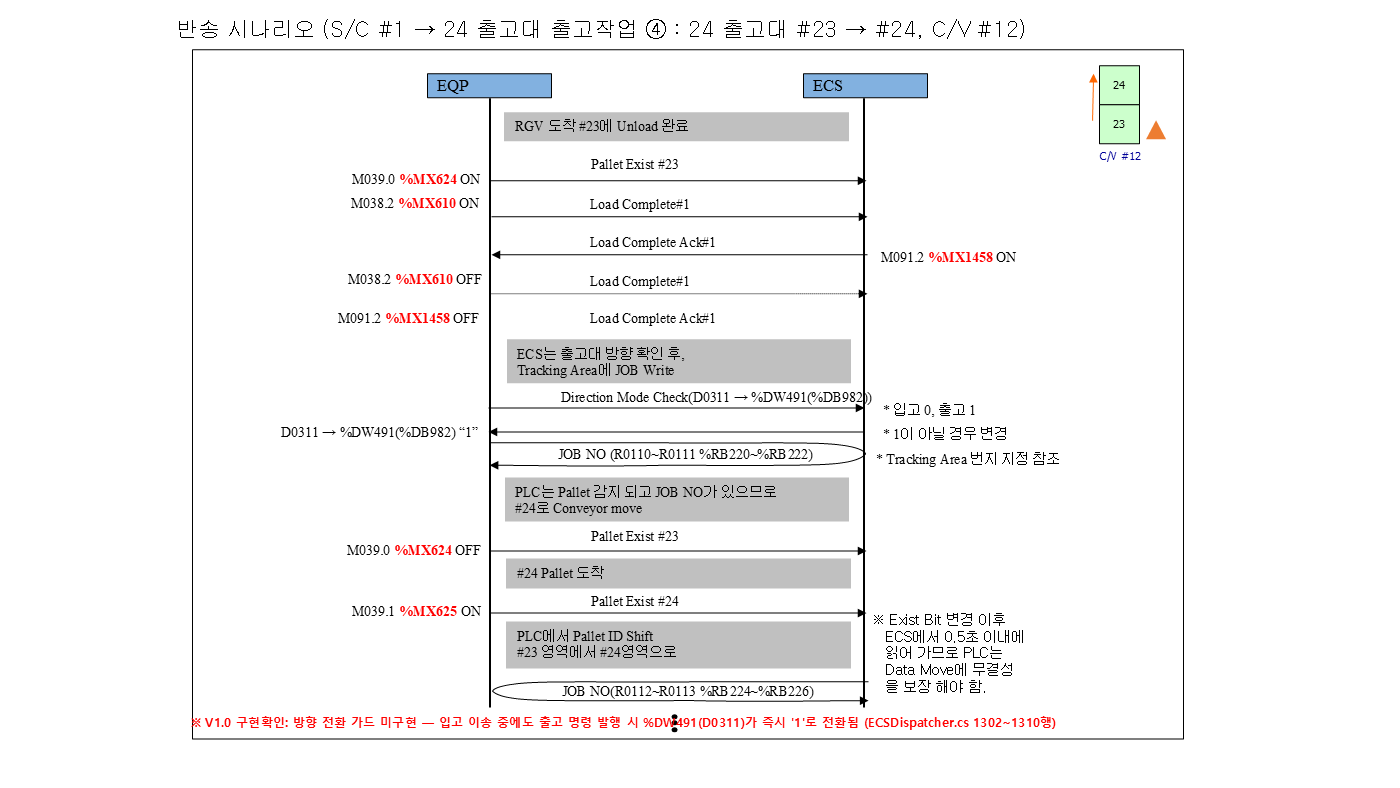 반송 시나리오 (S/C #1 → 24 출고대 출고작업 ④ : 24 출고대 #23 → #24, C/V #12)
EQP
ECS
24
23
C/V #12
RGV 도착 #23에 Unload 완료
Pallet Exist #23
M039.0 %MX624 ON
M038.2 %MX610 ON
Load Complete#1
Load Complete Ack#1
M091.2 %MX1458 ON
M038.2 %MX610 OFF
Load Complete#1
M091.2 %MX1458 OFF
Load Complete Ack#1
ECS는 출고대 방향 확인 후,
Tracking Area에 JOB Write
Direction Mode Check(D0311 → %DW491(%DB982))
* 입고 0, 출고 1
D0311 → %DW491(%DB982) “1”
* 1이 아닐 경우 변경
JOB NO (R0110~R0111 %RB220~%RB222)
* Tracking Area 번지 지정 참조
PLC는 Pallet 감지 되고 JOB NO가 있으므로
#24로 Conveyor move
Pallet Exist #23
M039.0 %MX624 OFF
#24 Pallet 도착
Pallet Exist #24
M039.1 %MX625 ON
PLC에서 Pallet ID Shift
#23 영역에서 #24영역으로
※ Exist Bit 변경 이후
ECS에서 0.5초 이내에
읽어 가므로 PLC는
Data Move에 무결성
을 보장 해야 함.
JOB NO(R0112~R0113 %RB224~%RB226)
※ V1.0 구현확인: 방향 전환 가드 미구현 — 입고 이송 중에도 출고 명령 발행 시 %DW491(D0311)가 즉시 '1'로 전환됨 (ECSDispatcher.cs 1302~1310행)